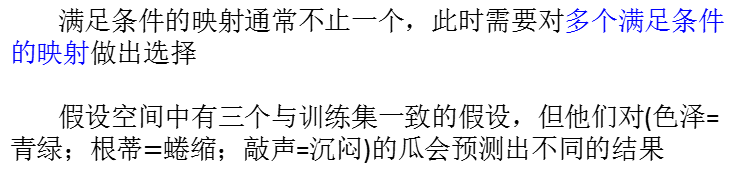 满足条件的映射通常不止一个，此时需要对多个满足条件
的映射做出选择
假设空间中有三个与训练集一致的假设，但他们对(色泽=
青绿；根蒂=蜷缩；敲声=沉闷)的瓜会预测出不同的结果